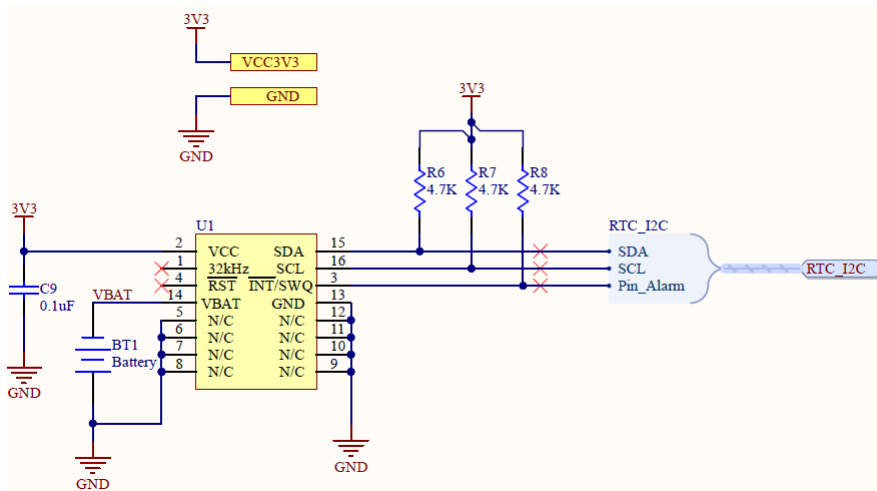 3V3
VCC3V3
GND
GND
3V3
R6
4.7K
R7
4.7K
R8
4.7K
3V3
C9
0.1uF
GND
VBAT
BT1
Battery
GND
U1
2 VCC SDA 15
1 32kHz SCL 16
4 RST INT/SWQ 3
14 VBAT GND 13
5 N/C N/C 12
6 N/C N/C 11
7 N/C N/C 10
8 N/C N/C 9
GND
RTC_I2C
SDA
SCL
Pin_Alarm
RTC_I2C